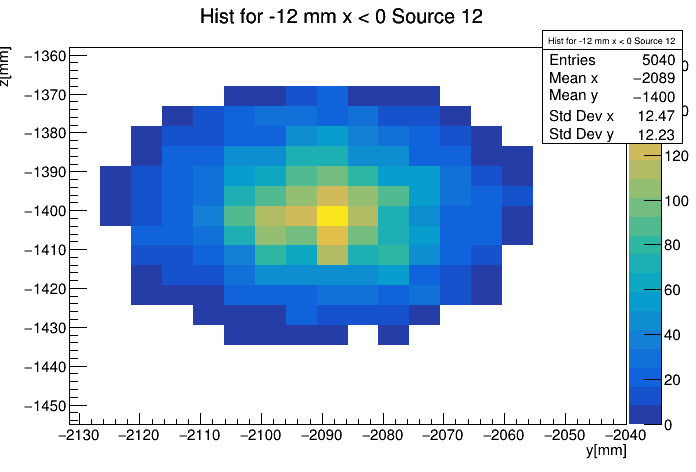 Hist for -12 mm x < 0 Source 12
z[mm]
Hist for -12 mm x < 0 Source 12
Entries 5040
Mean x −2089
Mean y −1400
Std Dev x 12.47
Std Dev y 12.23
−1360
−1370
−1380
−1390
−1400
−1410
−1420
−1430
−1440
−1450
−2130 −2120 −2110 −2100 −2090 −2080 −2070 −2060 −2050 −2040
y[mm]
120
100
80
60
40
20
0